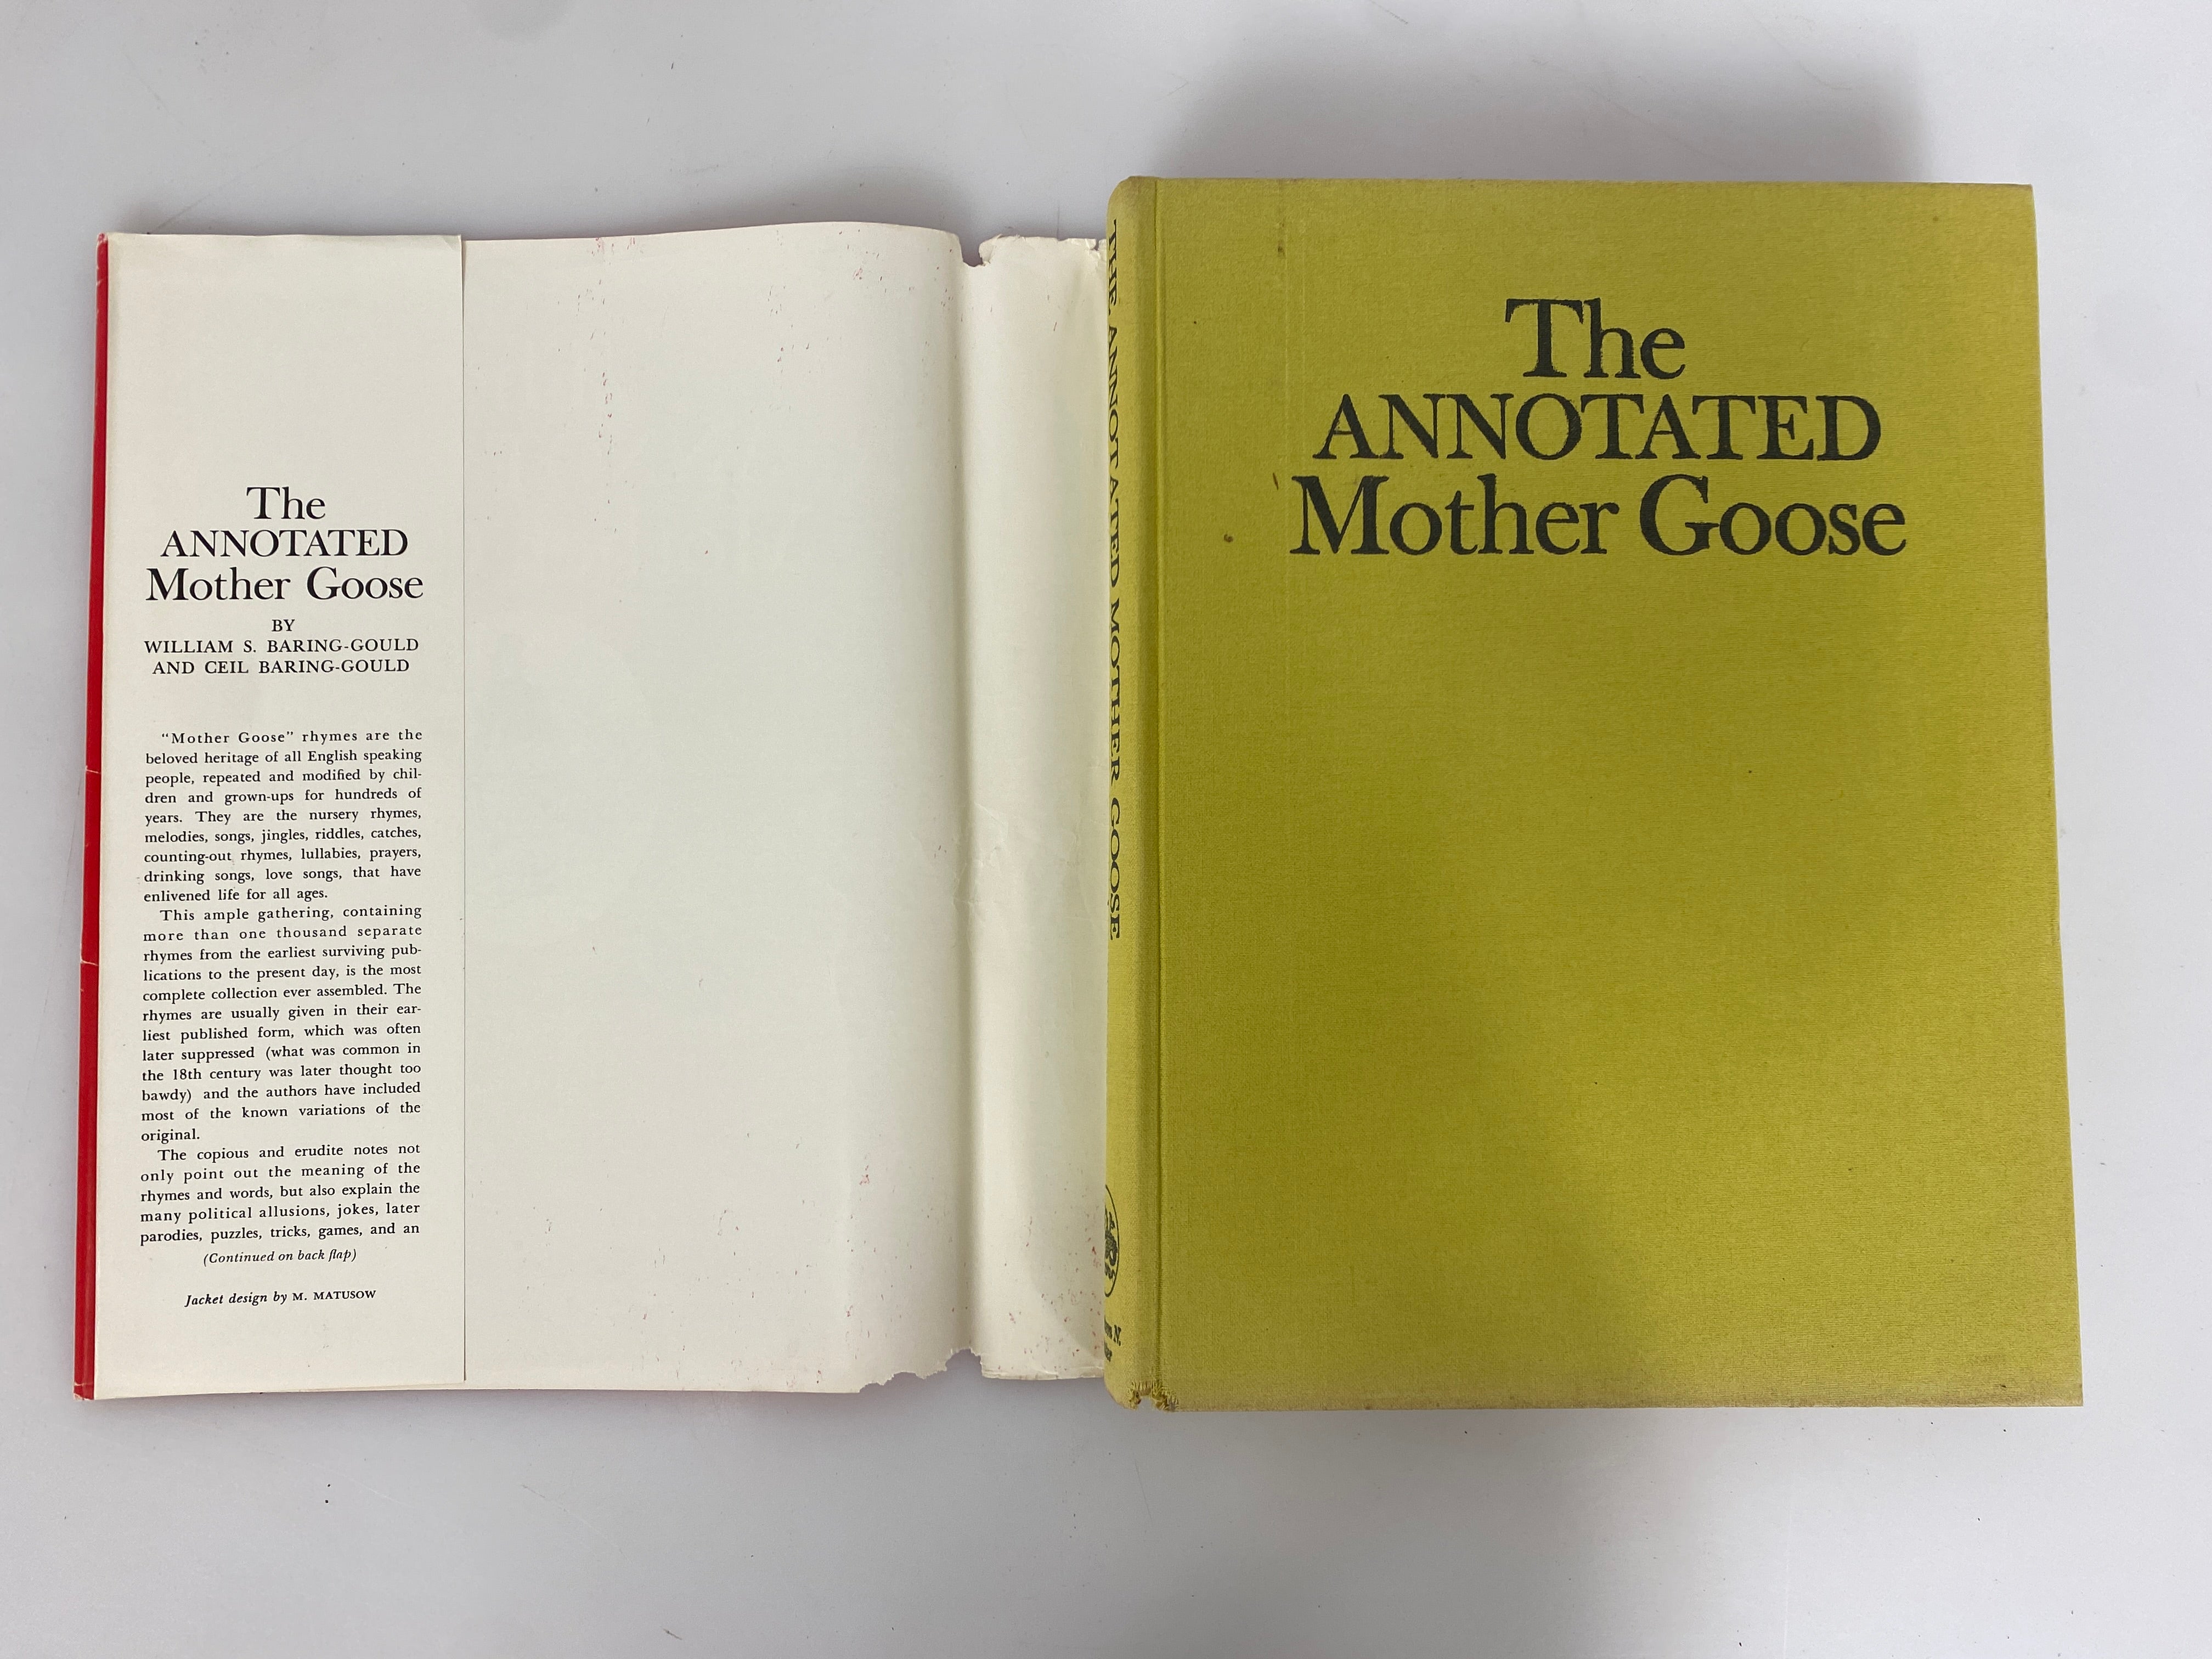 The
ANNOTATED
Mother Goose
BY
WILLIAM S. BARING-GOULD
AND CEIL BARING-GOULD
"Mother Goose" rhymes are the
beloved heritage of all English speaking
people, repeated and modified by chil-
dren and grown-ups for hundreds of
years. They are the nursery rhymes,
melodies, songs, jingles, riddles, catches,
counting-out rhymes, lullabies, prayers,
drinking songs, love songs, that have
enlivened life for all ages.
This ample gathering, containing
more than one thousand separate
rhymes from the earliest surviving pub-
lications to the present day, is the most
complete collection ever assembled. The
rhymes are usually given in their ear-
liest published form, which was often
later suppressed (what was common in
the 18th century was later thought too
bawdy) and the authors have included
most of the known variations of the
original.
The copious and erudite notes not
only point out the meaning of the
rhymes and words, but also explain the
many political allusions, jokes, later
parodies, puzzles, tricks, games, and an
(Continued on back flap)
Jacket design by M. MATUSOW
THE ANNOTATED MOTHER GOOSE
The
ANNOTATED
Mother Goose